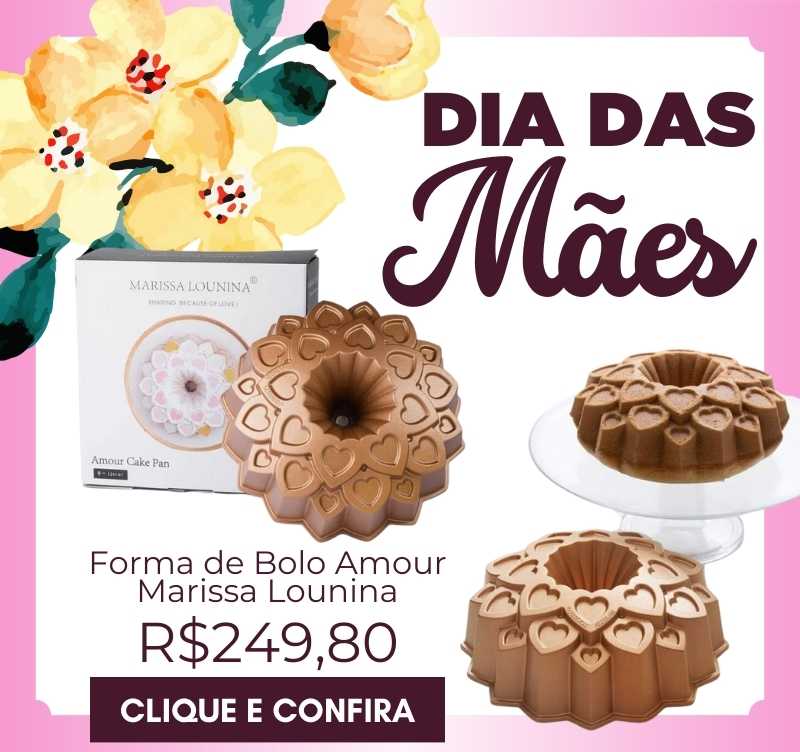 DIA DAS
Mães
MARISSA LOUNINA©
Amour Cake Pan
Forma de Bolo Amour
Marissa Lounina
R$249,80
CLIQUE E CONFIRA